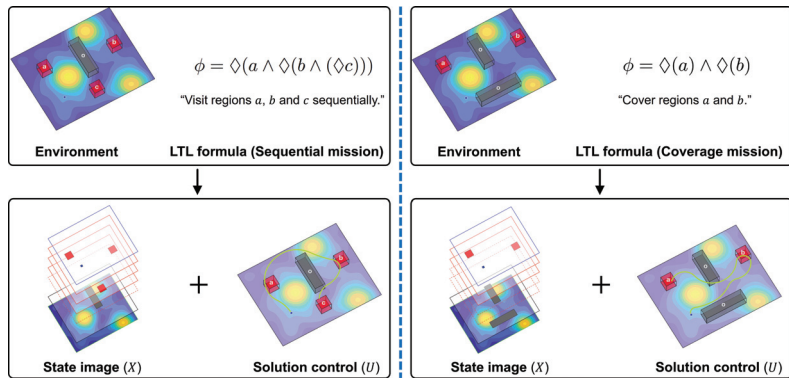 a
b
c
o
ϕ = ◊(a ∧ ◊(b ∧ (◊c)))
“Visit regions a, b and c sequentially.”
Environment
LTL formula (Sequential mission)
a
b
o
o
ϕ = ◊(a) ∧ ◊(b)
“Cover regions a and b.”
Environment
LTL formula (Coverage mission)
+
a
b
c
o
State image (X)
Solution control (U)
+
a
b
o
o
State image (X)
Solution control (U)